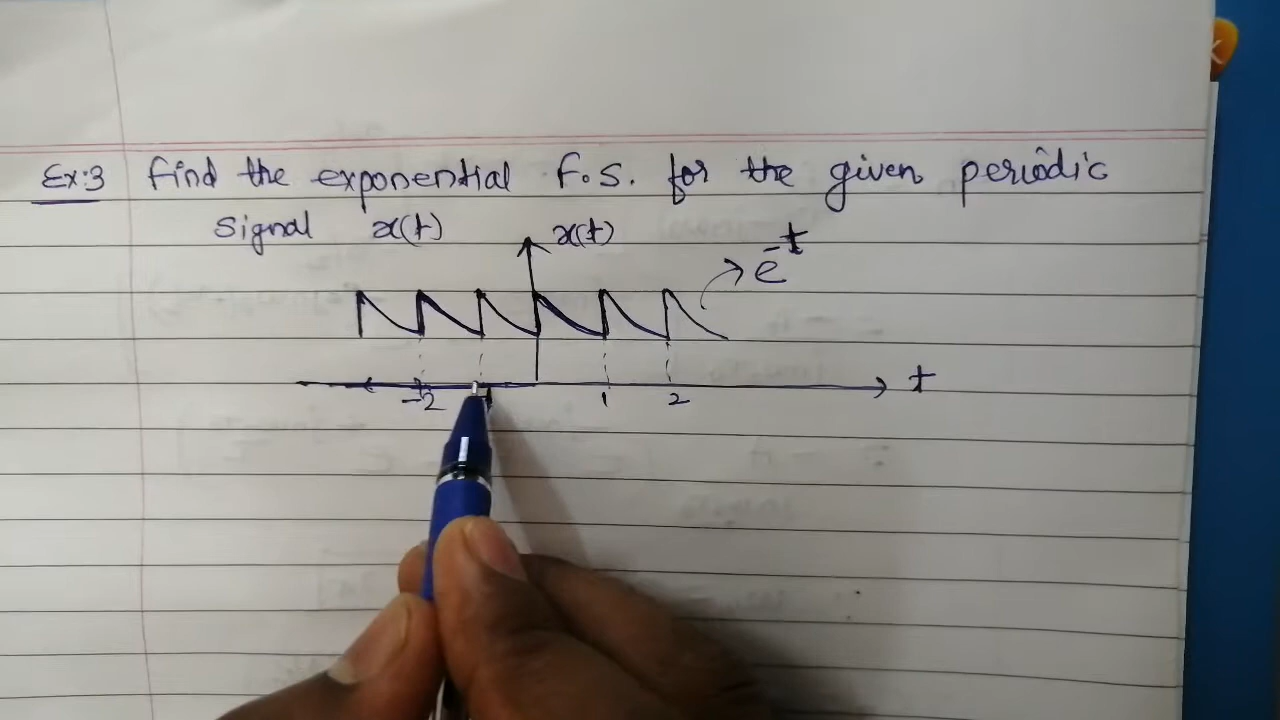 Ex:3 Find the exponential F.S. for the given periodic
Signal x(t)
x(t)
e^-t
t
-2 1 2